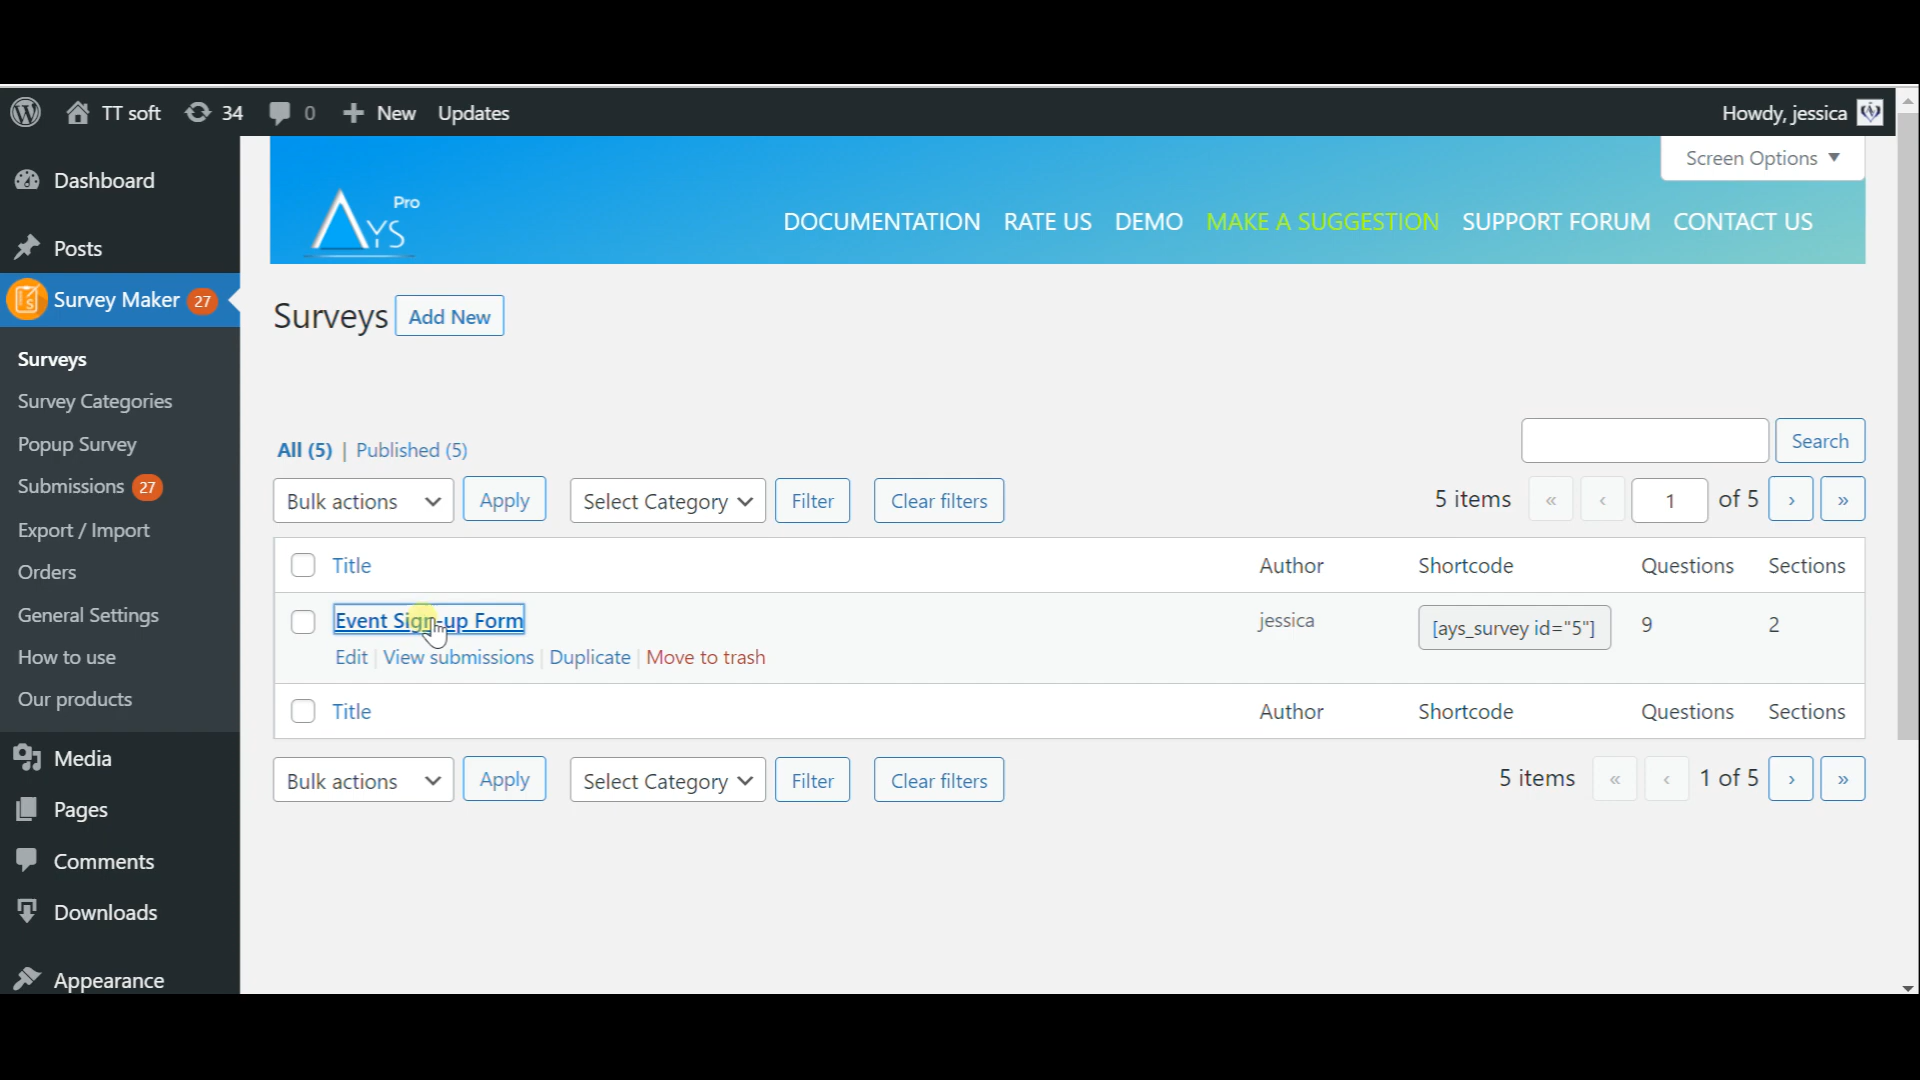 TT soft 34 0 New Updates Howdy, jessica
Screen Options
Dashboard
Posts
Survey Maker 27
Surveys
Survey Categories
Popup Survey
Submissions 27
Export / Import
Orders
General Settings
How to use
Our products
Media
Pages
Comments
Downloads
Appearance
AYS Pro
DOCUMENTATION RATE US DEMO MAKE A SUGGESTION SUPPORT FORUM CONTACT US
Surveys Add New
Search
All (5) | Published (5)
Bulk actions Apply Select Category Filter Clear filters 5 items « ‹ 1 of 5 › »
Title Author Shortcode Questions Sections
Event Sign-up Form jessica [ays_survey id="5"] 9 2
Edit | View submissions | Duplicate | Move to trash
Title Author Shortcode Questions Sections
Bulk actions Apply Select Category Filter Clear filters 5 items « ‹ 1 of 5 › »